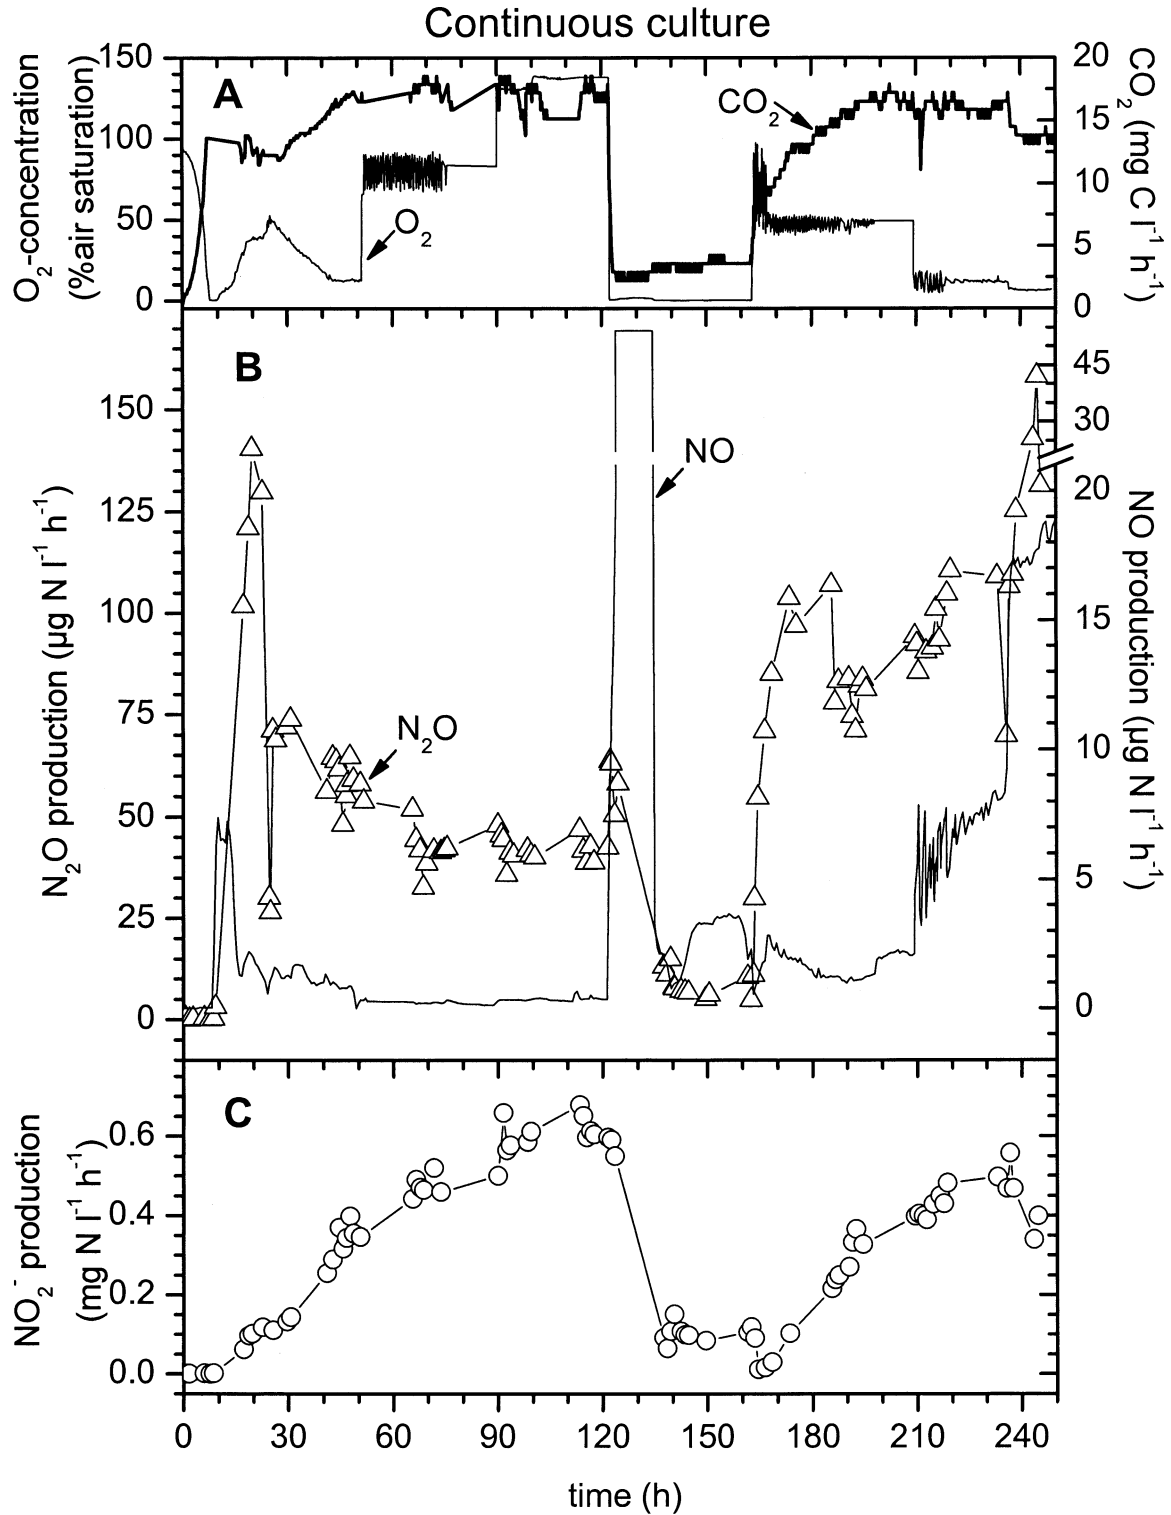 Continuous culture
O₂-concentration
(%air saturation)
150
100
50
0
A
CO₂
O₂
20
15
10
5
0
CO₂ (mg C l⁻¹ h⁻¹)
N₂O production (µg N l⁻¹ h⁻¹)
150
125
100
75
50
25
0
B
NO
N₂O
45
30
20
15
10
5
0
NO production (µg N l⁻¹ h⁻¹)
NO₂⁻ production
(mg N l⁻¹ h⁻¹)
0.6
0.4
0.2
0.0
C
0 30 60 90 120 150 180 210 240
time (h)